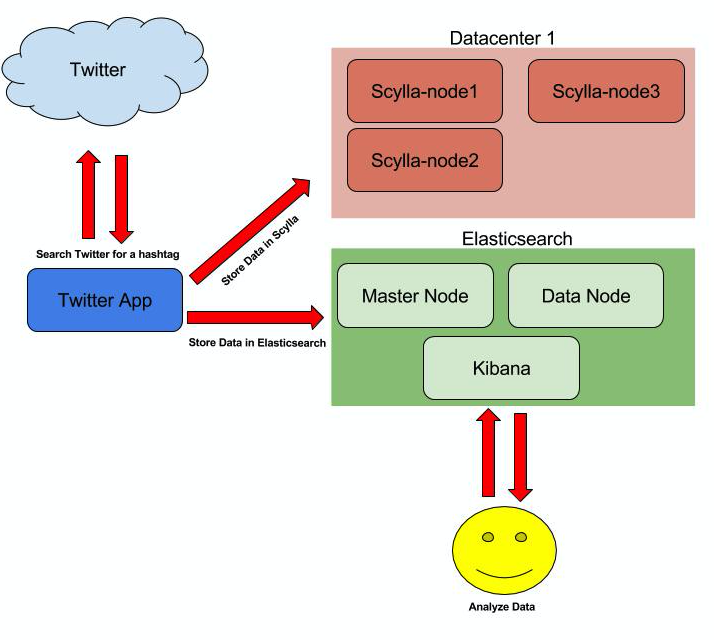 Twitter
Datacenter 1
Scylla-node1
Scylla-node3
Scylla-node2
Search Twitter for a hashtag
Store Data in Scylla
Twitter App
Elasticsearch
Master Node
Data Node
Store Data in Elasticsearch
Kibana
Analyze Data